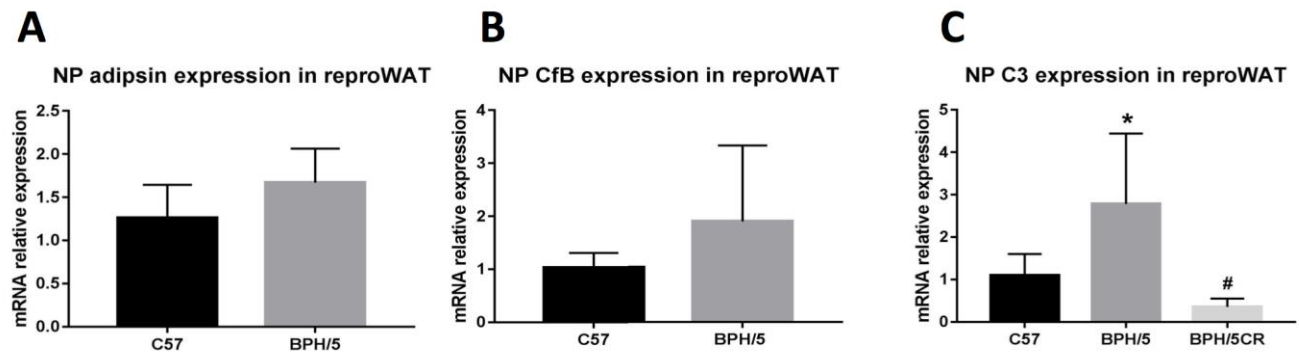 A
NP adipsin expression in reproWAT
mRNA relative expression
2.5
2.0
1.5
1.0
0.5
0.0
C57
BPH/5
B
NP CfB expression in reproWAT
mRNA relative expression
4
3
2
1
0
C57
BPH/5
C
NP C3 expression in reproWAT
mRNA relative expression
5
4
3
2
1
0
*
#
C57
BPH/5
BPH/5CR